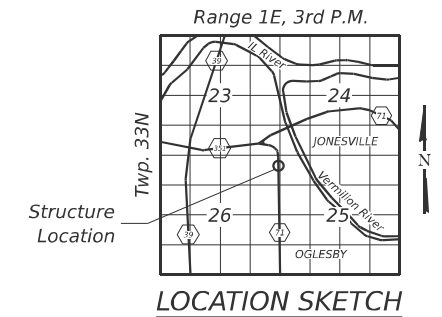 Range 1E, 3rd P.M.
IL River
39
23
24
71
Twp. 33N
351
JONESVILLE
Vermilion River
Structure
Location
26
25
39
71
OGLESBY
LOCATION SKETCH
N